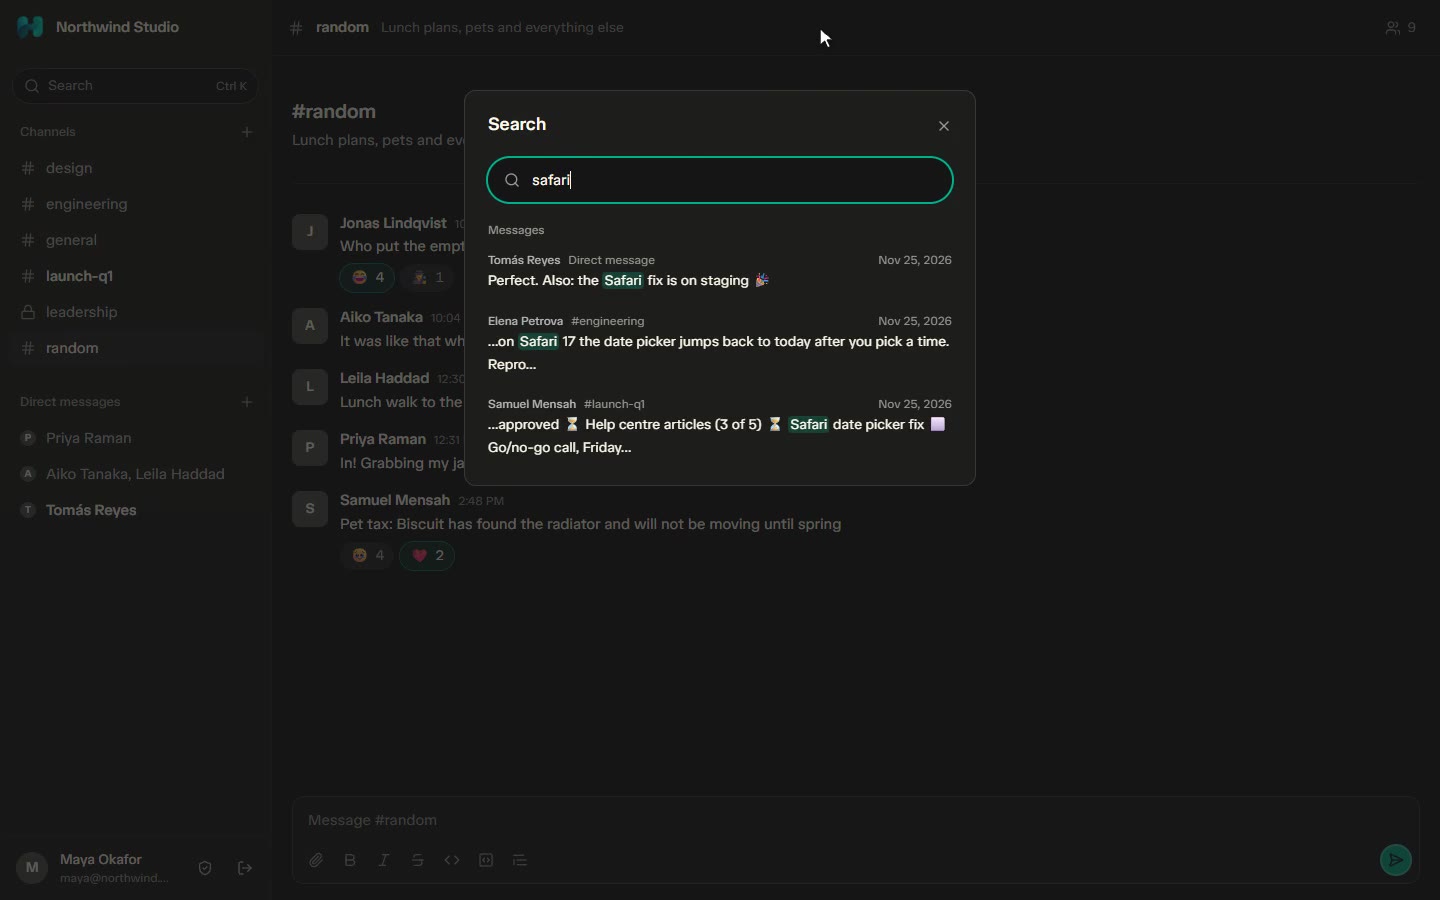 Northwind Studio
Search Ctrl K
Channels
design
engineering
general
launch-q1
leadership
random
Direct messages
P Priya Raman
A Aiko Tanaka, Leila Haddad
T Tomás Reyes
M Maya Okafor
maya@northwind....
# random Lunch plans, pets and everything else 9
#random
Lunch plans, pets and ev
J Jonas Lindqvist 10
Who put the empt
😂 4 1
A Aiko Tanaka 10:04
It was like that wh
L Leila Haddad 12:30
Lunch walk to the
P Priya Raman 12:31
In! Grabbing my ja
S Samuel Mensah 2:48 PM
Pet tax: Biscuit has found the radiator and will not be moving until spring
4 ❤️ 2
Message #random
Search
safari
Messages
Tomás Reyes Direct message Nov 25, 2026
Perfect. Also: the Safari fix is on staging 🎉
Elena Petrova #engineering Nov 25, 2026
...on Safari 17 the date picker jumps back to today after you pick a time.
Repro...
Samuel Mensah #launch-q1 Nov 25, 2026
...approved ⏳ Help centre articles (3 of 5) ⏳ Safari date picker fix ⬜
Go/no-go call, Friday...